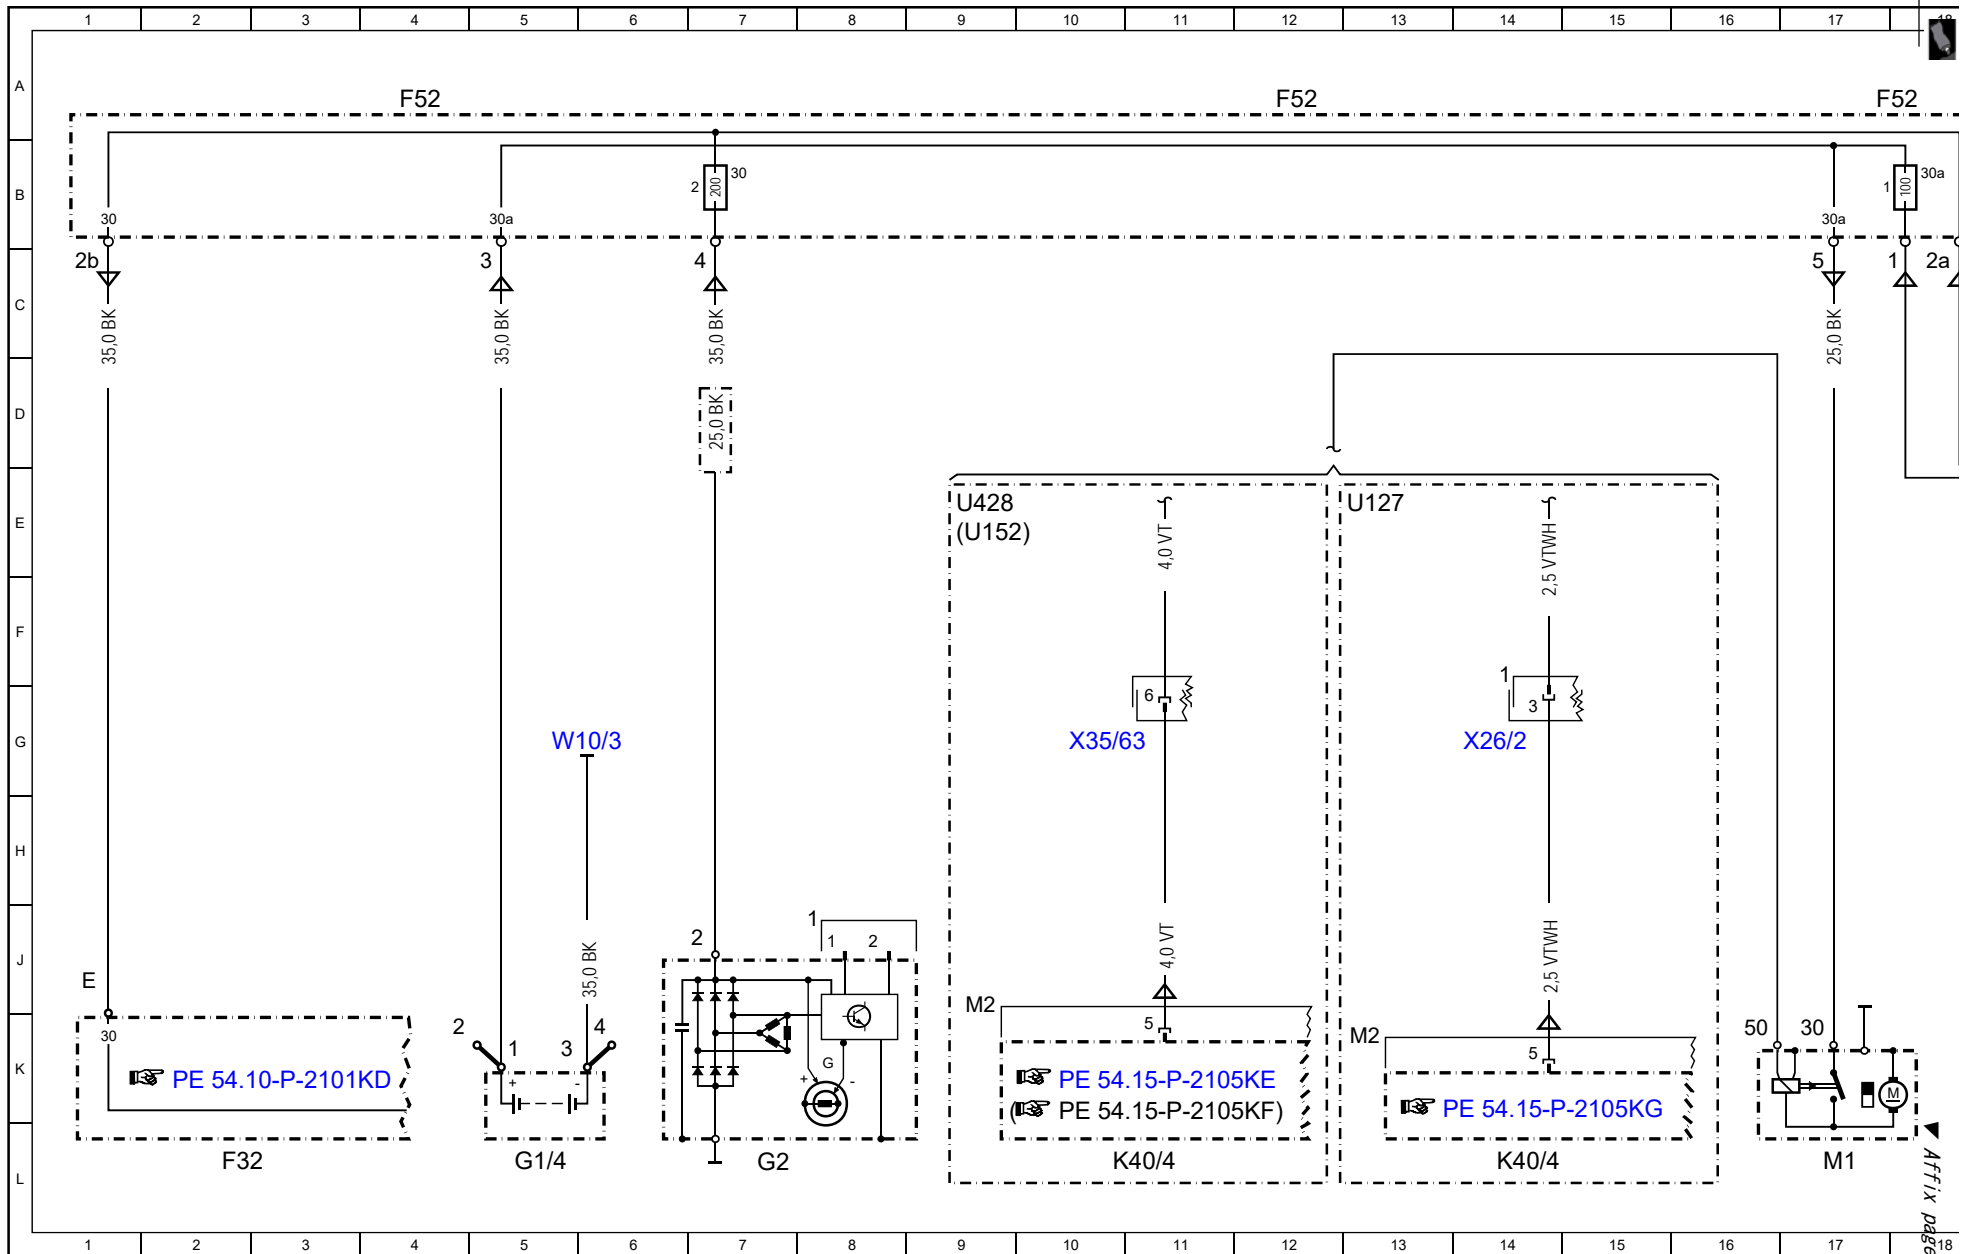 1 2 3 4 5 6 7 8 9 10 11 12 13 14 15 16 17 18
A
F52 F52 F52
B
2 200 30
1 100 30a
30 30a 30a
2b 3 4 5 1 2a
C
35,0 BK 35,0 BK 35,0 BK 25,0 BK
D
25,0 BK
E
U428
(U152)
U127
4,0 VT 2,5 VTWH
F
1
6 3
G
W10/3 X35/63 X26/2
H
1
2 1 2
J
E
35,0 BK 4,0 VT 2,5 VTWH
M2
5
M2
5
50 30
2 1 3 4
30
K
+ - G + -
M
PE 54.10-P-2101KD
PE 54.15-P-2105KE
(PE 54.15-P-2105KF)
PE 54.15-P-2105KG
F32 G1/4 G2 K40/4 K40/4 M1
L
Affix page
1 2 3 4 5 6 7 8 9 10 11 12 13 14 15 16 17 18